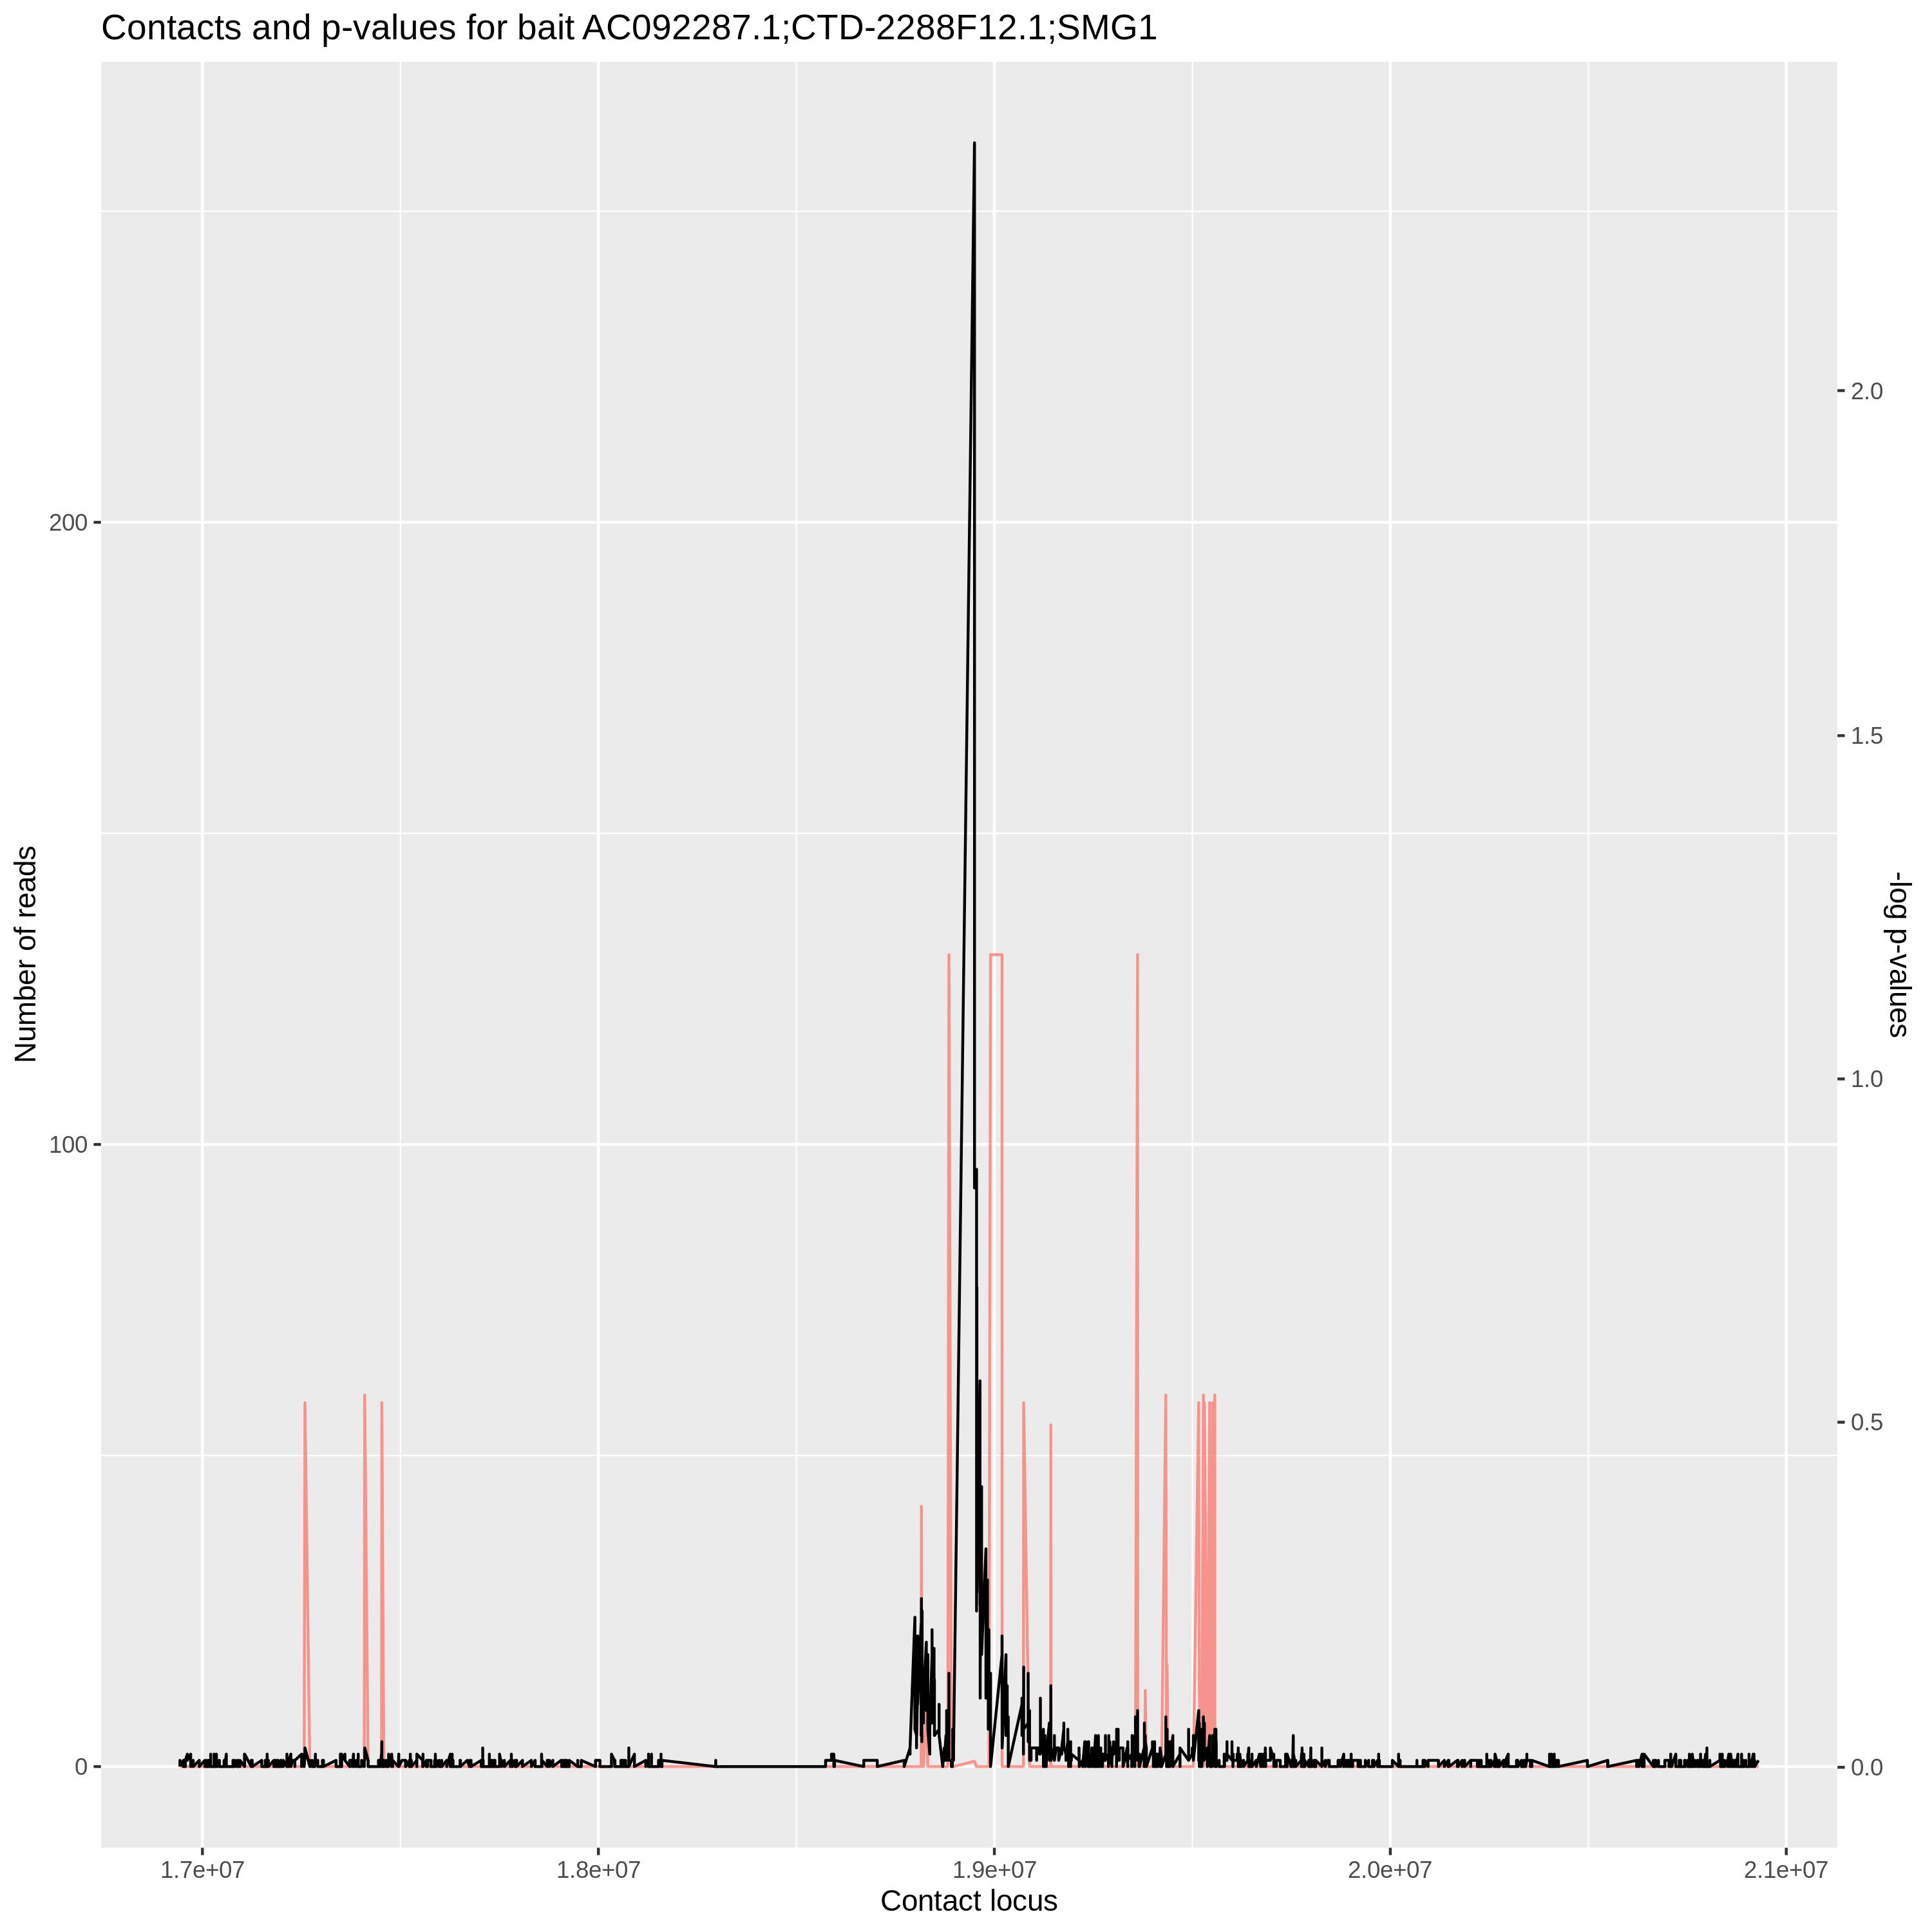 Contacts and p-values for bait AC092287.1;CTD-2288F12.1;SMG1
Number of reads
200
100
0
2.0
1.5
1.0
0.5
0.0
-log p-values
1.7e+07 1.8e+07 1.9e+07 2.0e+07 2.1e+07
Contact locus